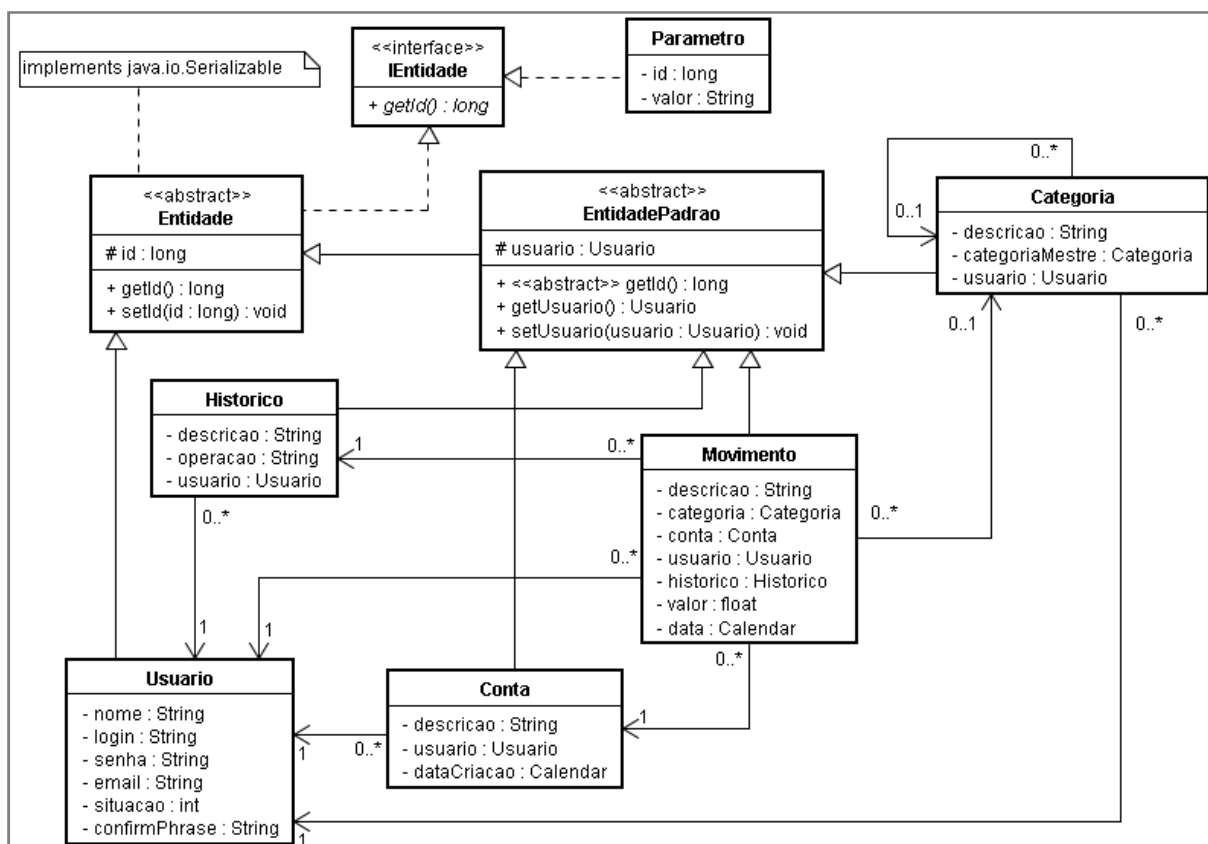 implements java.io.Serializable
<<interface>>
IEntidade
+ getId() : long
Parametro
- id : long
- valor : String
<<abstract>>
Entidade
# id : long
+ getId() : long
+ setId(id : long) : void
<<abstract>>
EntidadePadrao
# usuario : Usuario
+ <<abstract>> getId() : long
+ getUsuario() : Usuario
+ setUsuario(usuario : Usuario) : void
0..*
0..1
Categoria
- descricao : String
- categoriaMestre : Categoria
- usuario : Usuario
0..1
0..*
Historico
- descricao : String
- operacao : String
- usuario : Usuario
1
0..*
0..*
Movimento
- descricao : String
- categoria : Categoria
- conta : Conta
- usuario : Usuario
- historico : Historico
- valor : float
- data : Calendar
0..*
0..*
1
1
0..*
Usuario
- nome : String
- login : String
- senha : String
- email : String
- situacao : int
- confirmPhrase : String
Conta
- descricao : String
- usuario : Usuario
- dataCriacao : Calendar
1
0..*
1
1